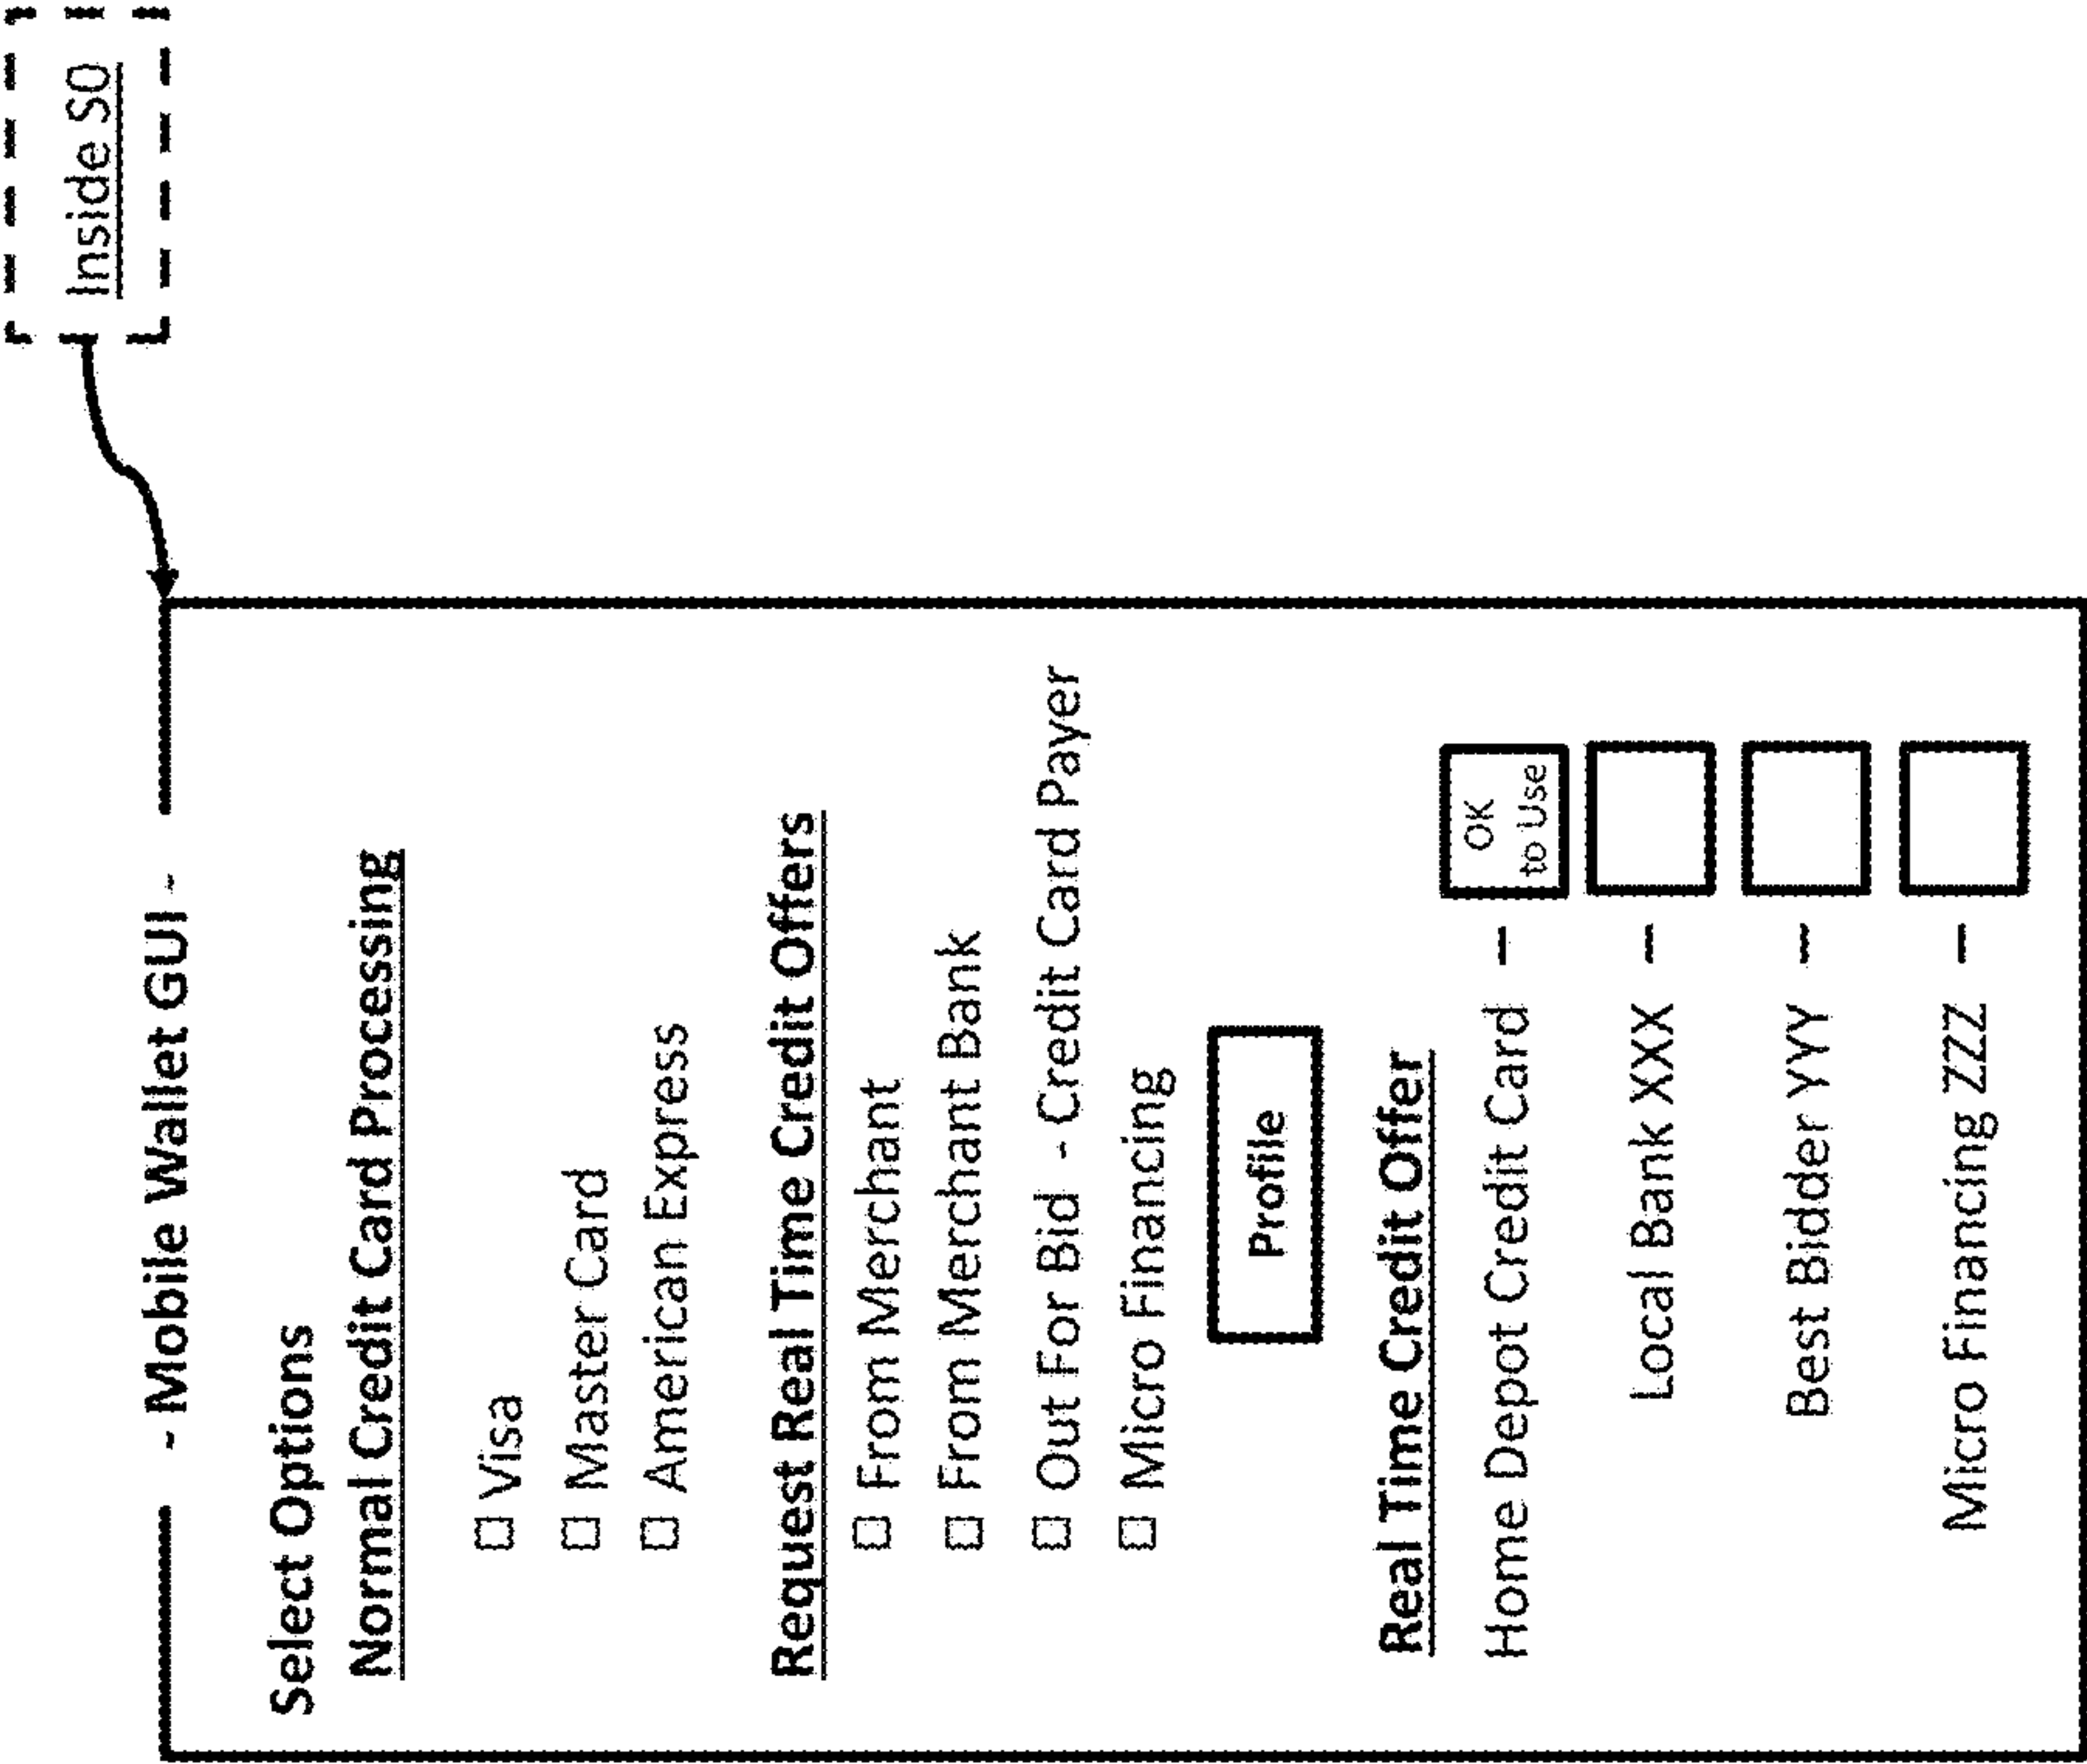 Inside S0
- Mobile Wallet GUI -
Select Options
Normal Credit Card Processing
Visa
Master Card
American Express
Request Real Time Credit Offers
From Merchant
From Merchant Bank
Out For Bid - Credit Card Payer
Micro Financing
Profile
Real Time Credit Offer
Home Depot Credit Card – OK
to Use
Local Bank XXX –
Best Bidder YYY –
Micro Financing ZZZ –